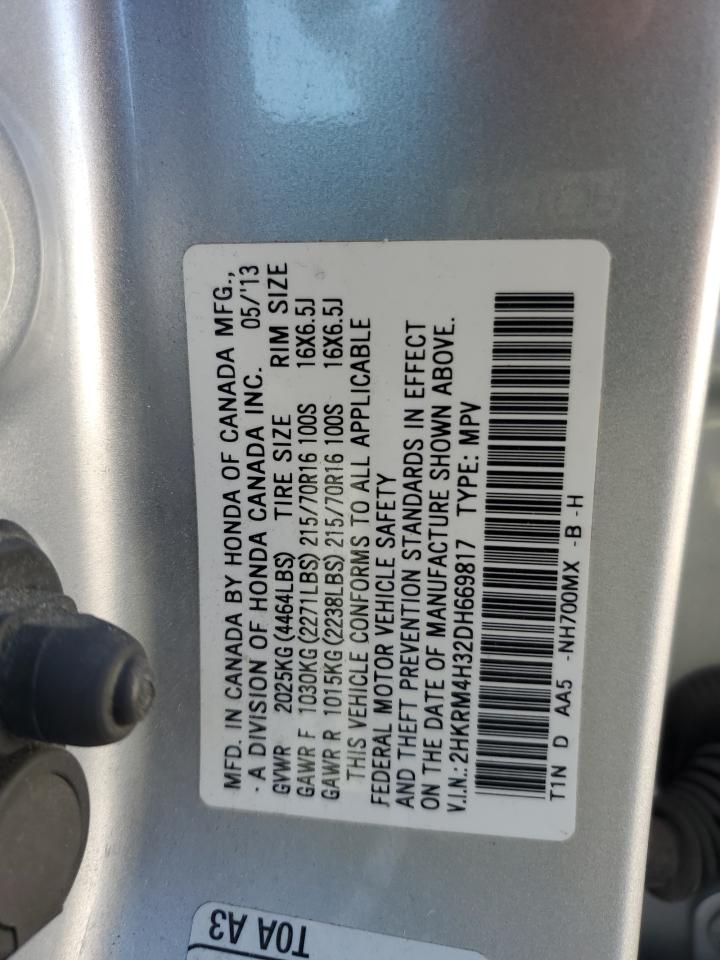 MFD. IN CANADA BY HONDA OF CANADA MFG.,
- A DIVISION OF HONDA CANADA INC. 05/'13
GVWR 2025KG (4464LBS) TIRE SIZE RIM SIZE
GAWR F 1030KG (2271LBS) 215/70R16 100S 16X6.5J
GAWR R 1015KG (2238LBS) 215/70R16 100S 16X6.5J
THIS VEHICLE CONFORMS TO ALL APPLICABLE
FEDERAL MOTOR VEHICLE SAFETY
AND THEFT PREVENTION STANDARDS IN EFFECT
ON THE DATE OF MANUFACTURE SHOWN ABOVE.
V.I.N.: 2HKRM4H32DH669817 TYPE: MPV
T1N D AA5 -NH700MX -B -H
T0A A3